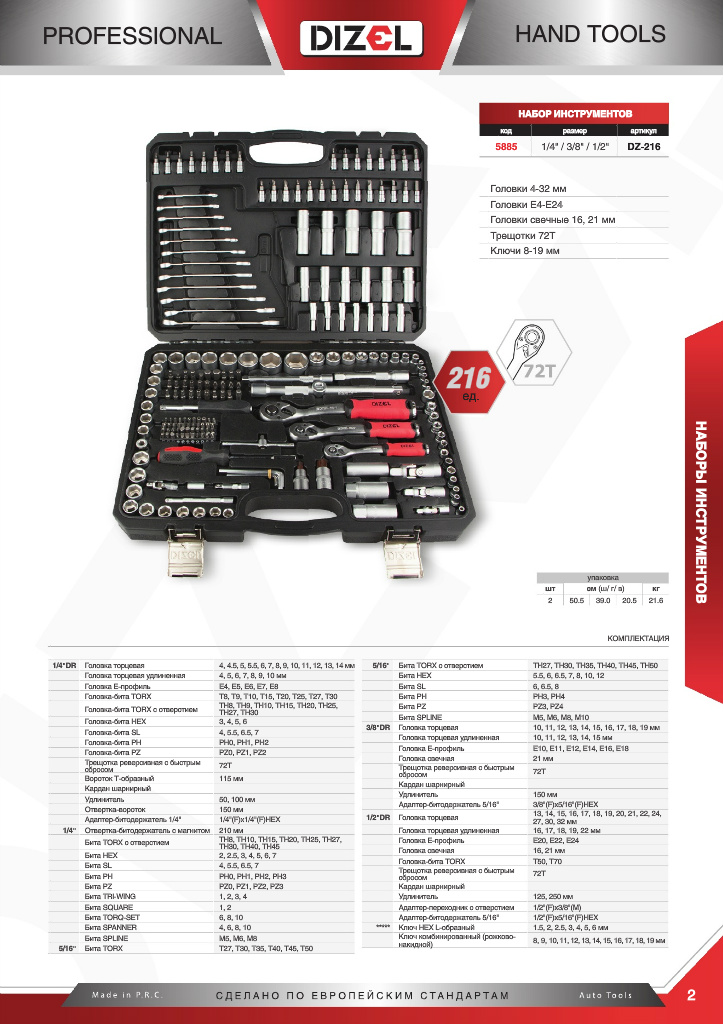 PROFESSIONAL
DIZEL
HAND TOOLS
НАБОР ИНСТРУМЕНТОВ
код размер артикул
5885 1/4" / 3/8" / 1/2" DZ-216
Головки 4-32 мм
Головки E4-E24
Головки свечные 16, 21 мм
Трещотки 72T
Ключи 8-19 мм
216
ед.
72T
DIZEL
DIZEL
DIZEL
DIZEL
DIZEL
НАБОРЫ ИНСТРУМЕНТОВ
упаковка
шт см (ш/ г/ в) кг
2 50.5 39.0 20.5 21.6
КОМПЛЕКТАЦИЯ
1/4"DR Головка торцевая 4, 4.5, 5, 5.5, 6, 7, 8, 9, 10, 11, 12, 13, 14 мм
Головка торцевая удлиненная 4, 5, 6, 7, 8, 9, 10 мм
Головка E-профиль E4, E5, E6, E7, E8
Головка-бита TORX T8, T9, T10, T15, T20, T25, T27, T30
Головка-бита TORX с отверстием TH8, TH9, TH10, TH15, TH20, TH25,
TH27, TH30
Головка-бита HEX 3, 4, 5, 6
Головка-бита SL 4, 5.5, 6.5, 7
Головка-бита PH PH0, PH1, PH2
Головка-бита PZ PZ0, PZ1, PZ2
Трещотка реверсивная с быстрым
сбросом 72T
Вороток Т-образный 115 мм
Кардан шарнирный
Удлинитель 50, 100 мм
Отвертка-вороток 150 мм
Адаптер-битодержатель 1/4" 1/4"(F)x1/4"(F)HEX
1/4" Отвертка-битодержатель с магнитом 210 мм
Бита TORX с отверстием TH8, TH10, TH15, TH20, TH25, TH27,
TH30, TH40, TH45
Бита HEX 2, 2.5, 3, 4, 5, 6, 7
Бита SL 4, 5.5, 6.5, 7
Бита PH PH0, PH1, PH2, PH3
Бита PZ PZ0, PZ1, PZ2, PZ3
Бита TRI-WING 1, 2, 3, 4
Бита SQUARE 1, 2
Бита TORQ-SET 6, 8, 10
Бита SPANNER 4, 6, 8, 10
Бита SPLINE M5, M6, M8
5/16" Бита TORX T27, T30, T35, T40, T45, T50
5/16" Бита TORX с отверстием TH27, TH30, TH35, TH40, TH45, TH50
Бита HEX 5.5, 6, 6.5, 7, 8, 10, 12
Бита SL 6, 6.5, 8
Бита PH PH3, PH4
Бита PZ PZ3, PZ4
Бита SPLINE M5, M6, M8, M10
3/8"DR Головка торцевая 10, 11, 12, 13, 14, 15, 16, 17, 18, 19 мм
Головка торцевая удлиненная 10, 11, 12, 13, 14, 15 мм
Головка E-профиль E10, E11, E12, E14, E16, E18
Головка свечная 21 мм
Трещотка реверсивная с быстрым
сбросом 72T
Кардан шарнирный
Удлинитель 150 мм
Адаптер-битодержатель 5/16" 3/8"(F)x5/16"(F)HEX
1/2"DR Головка торцевая 13, 14, 15, 16, 17, 18, 19, 20, 21, 22, 24,
27, 30, 32 мм
Головка торцевая удлиненная 16, 17, 18, 19, 22 мм
Головка E-профиль E20, E22, E24
Головка свечная 16, 21 мм
Головка-бита TORX T50, T70
Трещотка реверсивная с быстрым
сбросом 72T
Кардан шарнирный
Удлинитель 125, 250 мм
Адаптер-переходник с отверстием 1/2"(F)x3/8"(M)
Адаптер-битодержатель 5/16" 1/2"(F)x5/16"(F)HEX
***** Ключ HEX L-образный 1.5, 2, 2.5, 3, 4, 5, 6 мм
Ключ комбинированный (рожково-
накидной) 8, 9, 10, 11, 12, 13, 14, 15, 16, 17, 18, 19 мм
Made in P.R.C.
СДЕЛАНО ПО ЕВРОПЕЙСКИМ СТАНДАРТАМ
Auto Tools
2